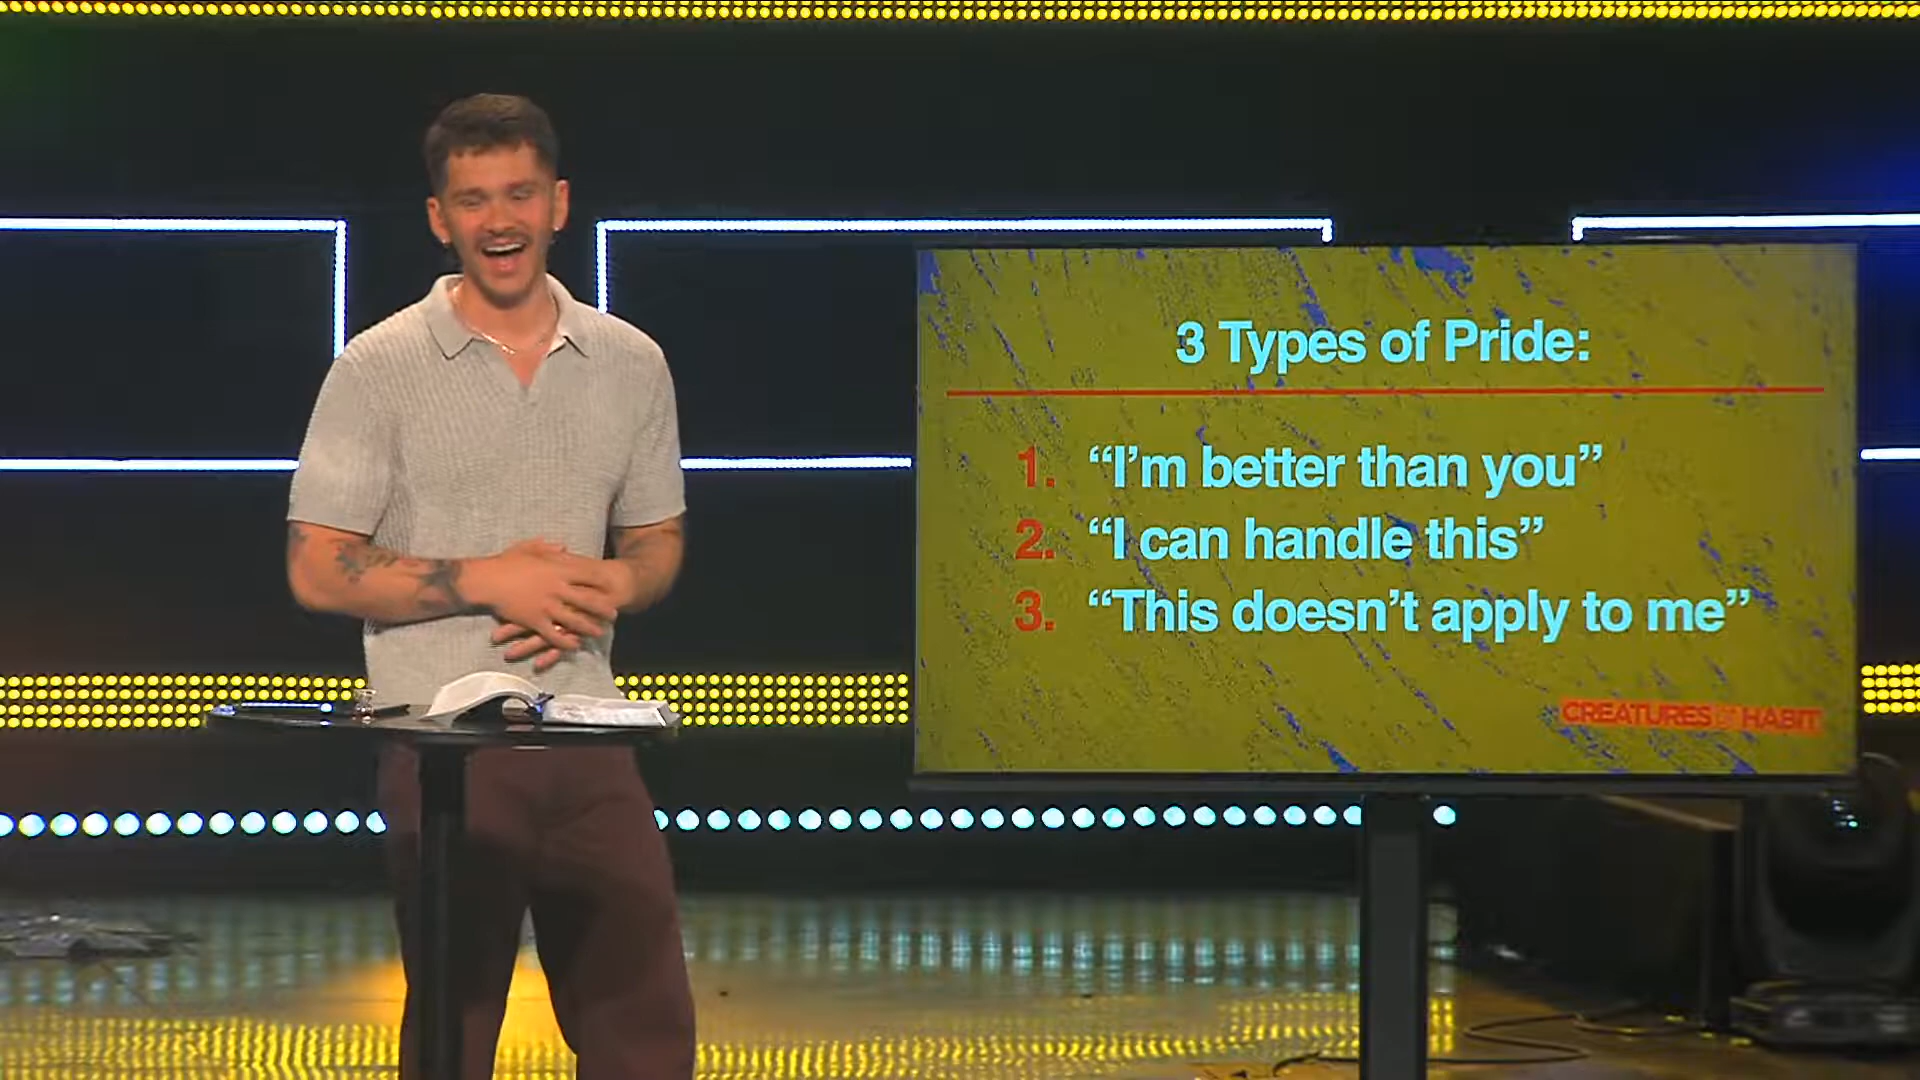 3 Types of Pride:
1. “I’m better than you”
2. “I can handle this”
3. “This doesn’t apply to me”
CREATURES OF HABIT